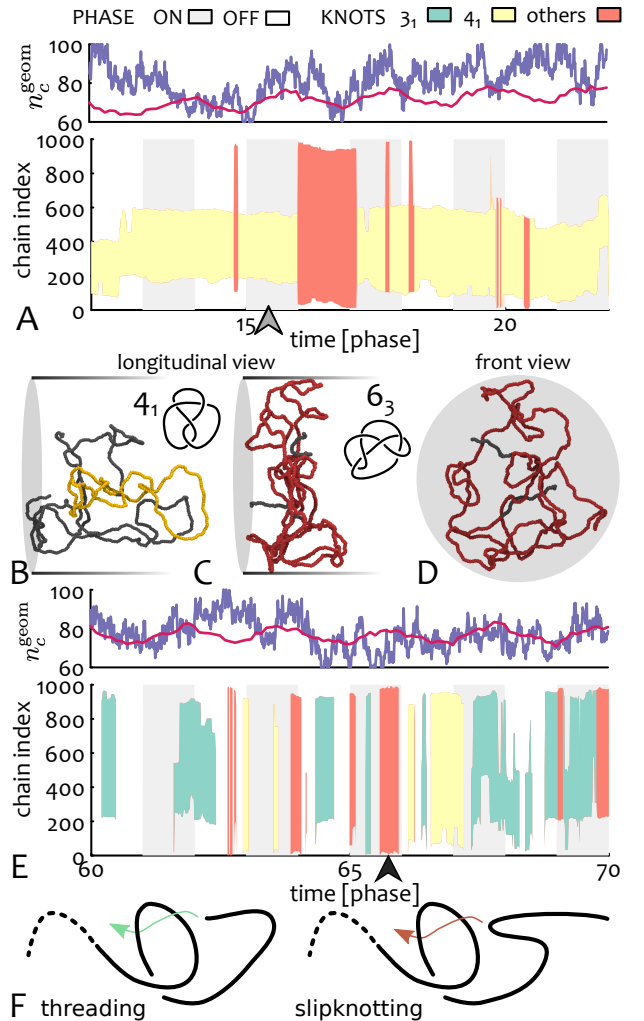 PHASE ON OFF KNOTS 3₁ 4₁ others
100
80
60
n_c^geom
1000
800
600
400
200
0
chain index
15 20
A
time [phase]
longitudinal view front view
4₁ 6₃
B C D
100
80
60
n_c^geom
1000
800
600
400
200
0
chain index
E
60 65 70
time [phase]
F threading slipknotting